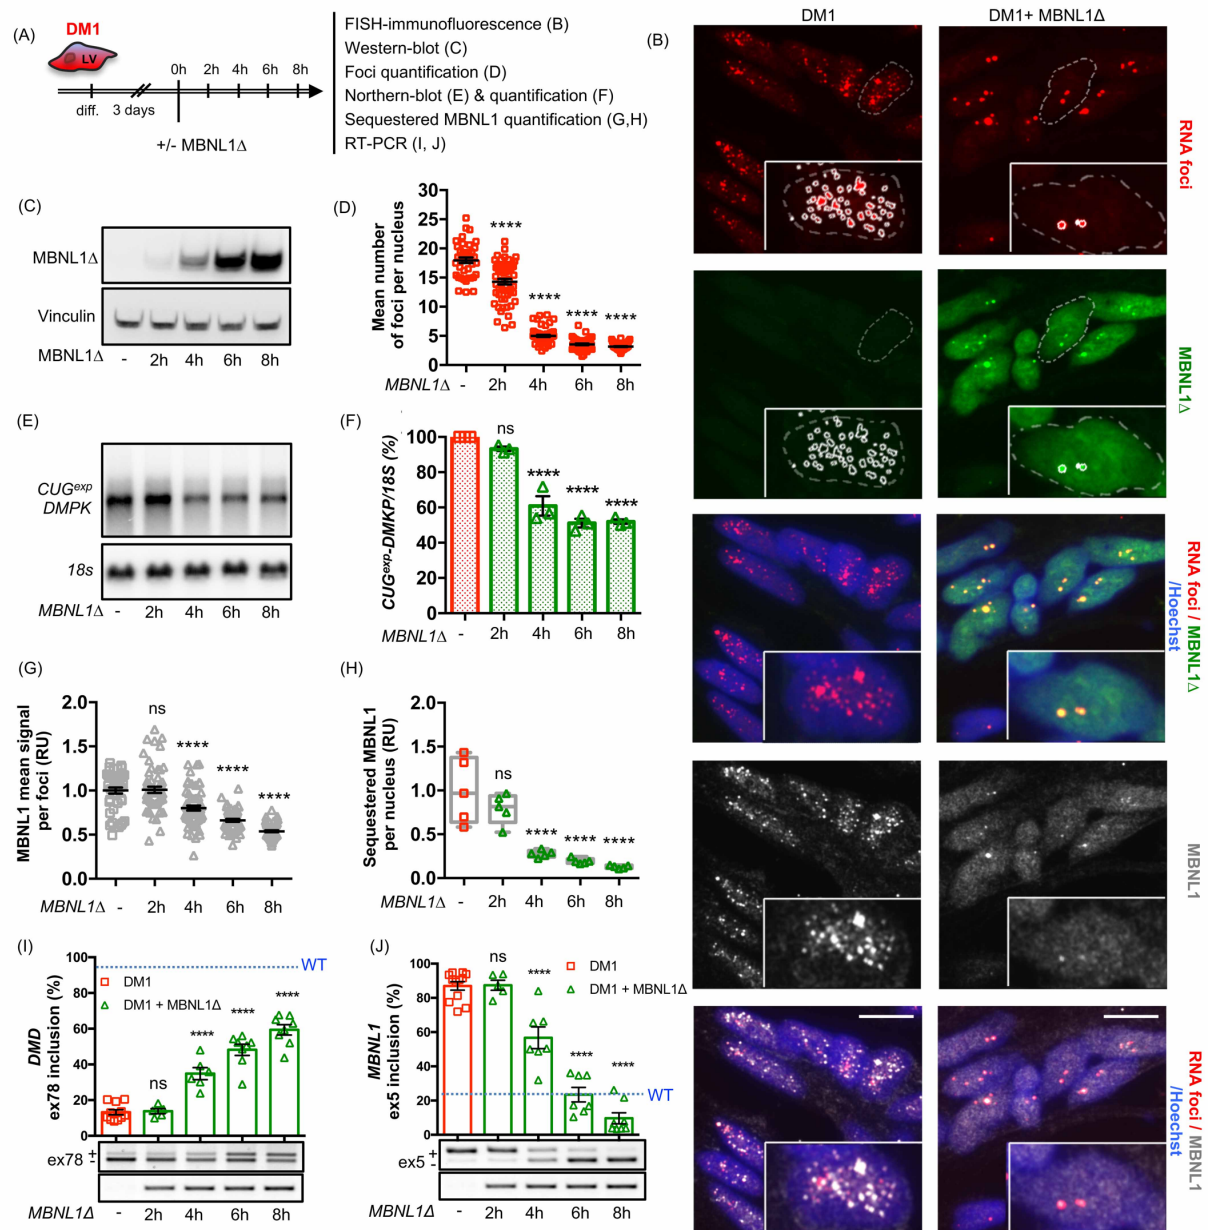 (A)
DM1
LV
0h 2h 4h 6h 8h
diff. 3 days
+/- MBNL1Δ
FISH-immunofluorescence (B)
Western-blot (C)
Foci quantification (D)
Northern-blot (E) & quantification (F)
Sequestered MBNL1 quantification (G,H)
RT-PCR (I, J)
(B)
DM1 DM1+ MBNL1Δ
RNA foci
MBNL1Δ
RNA foci / MBNL1Δ
/Hoechst
MBNL1
RNA foci / MBNL1
/Hoechst
(C)
MBNL1Δ
Vinculin
MBNL1Δ - 2h 4h 6h 8h
(D)
Mean number
of foci per nucleus
30
25
20
15
10
5
0
****
****
****
****
MBNL1Δ - 2h 4h 6h 8h
(E)
CUGexp
DMPK
18s
MBNL1Δ - 2h 4h 6h 8h
(F)
CUGexp-DMKP/18S (%)
100
80
60
40
20
0
ns
****
****
****
MBNL1Δ - 2h 4h 6h 8h
(G)
MBNL1 mean signal
per foci (RU)
2.0
1.5
1.0
0.5
0.0
ns
****
****
****
MBNL1Δ - 2h 4h 6h 8h
(H)
Sequestered MBNL1
per nucleus (RU)
2.0
1.5
1.0
0.5
0.0
ns
****
****
****
MBNL1Δ - 2h 4h 6h 8h
(I)
DMD
ex78 inclusion (%)
100
80
60
40
20
0
WT
DM1
DM1 + MBNL1Δ
ns
****
****
****
ex78 +
-
MBNL1Δ - 2h 4h 6h 8h
(J)
MBNL1
ex5 inclusion (%)
100
80
60
40
20
0
DM1
DM1 + MBNL1Δ
WT
ns
****
****
****
ex5 +
-
MBNL1Δ - 2h 4h 6h 8h